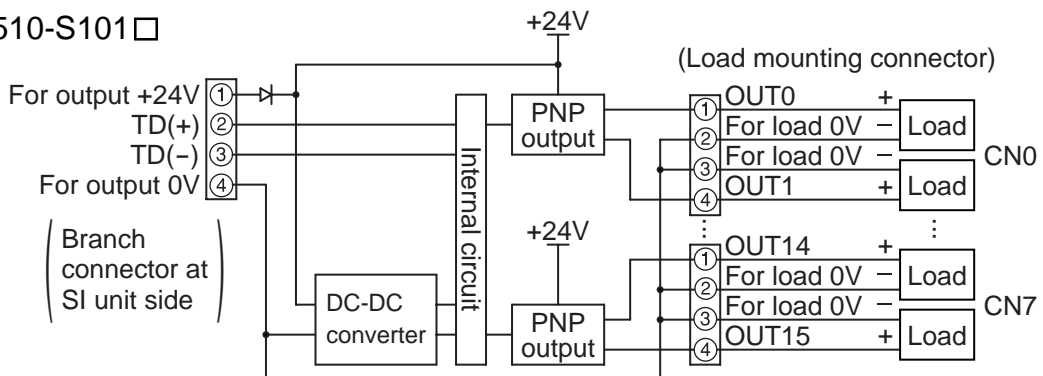 510-S101□
+24V
(Load mounting connector)
For output +24V ①
TD(+) ②
TD(−) ③
For output 0V ④
Branch
connector at
SI unit side
DC-DC
converter
Internal circuit
PNP
output
① OUT0 +
② For load 0V −
Load
③ For load 0V −
④ OUT1 +
Load
CN0
+24V
PNP
output
① OUT14 +
② For load 0V −
Load
③ For load 0V −
④ OUT15 +
Load
CN7